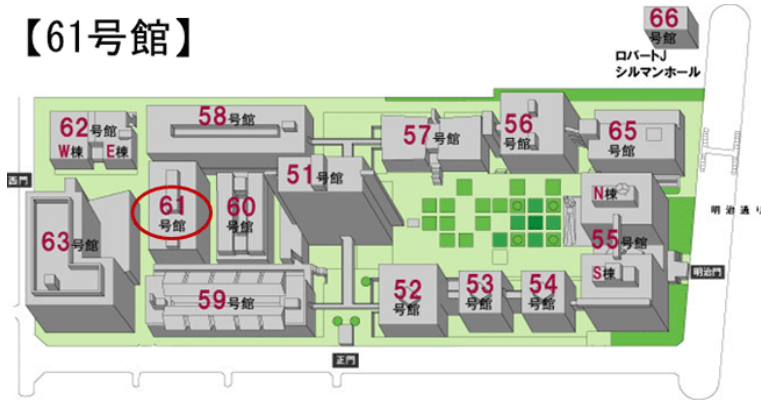 【61号館】
66
号館
ロバートJ
シルマンホール
62号館
W棟 E棟
58号館
57号館
56
号館
65
号館
西門
61
号館
60
号館
51号館
N棟
明治通り
63号館
55号館
S棟
明治門
59号館
52
号館
53
号館
54
号館
正門